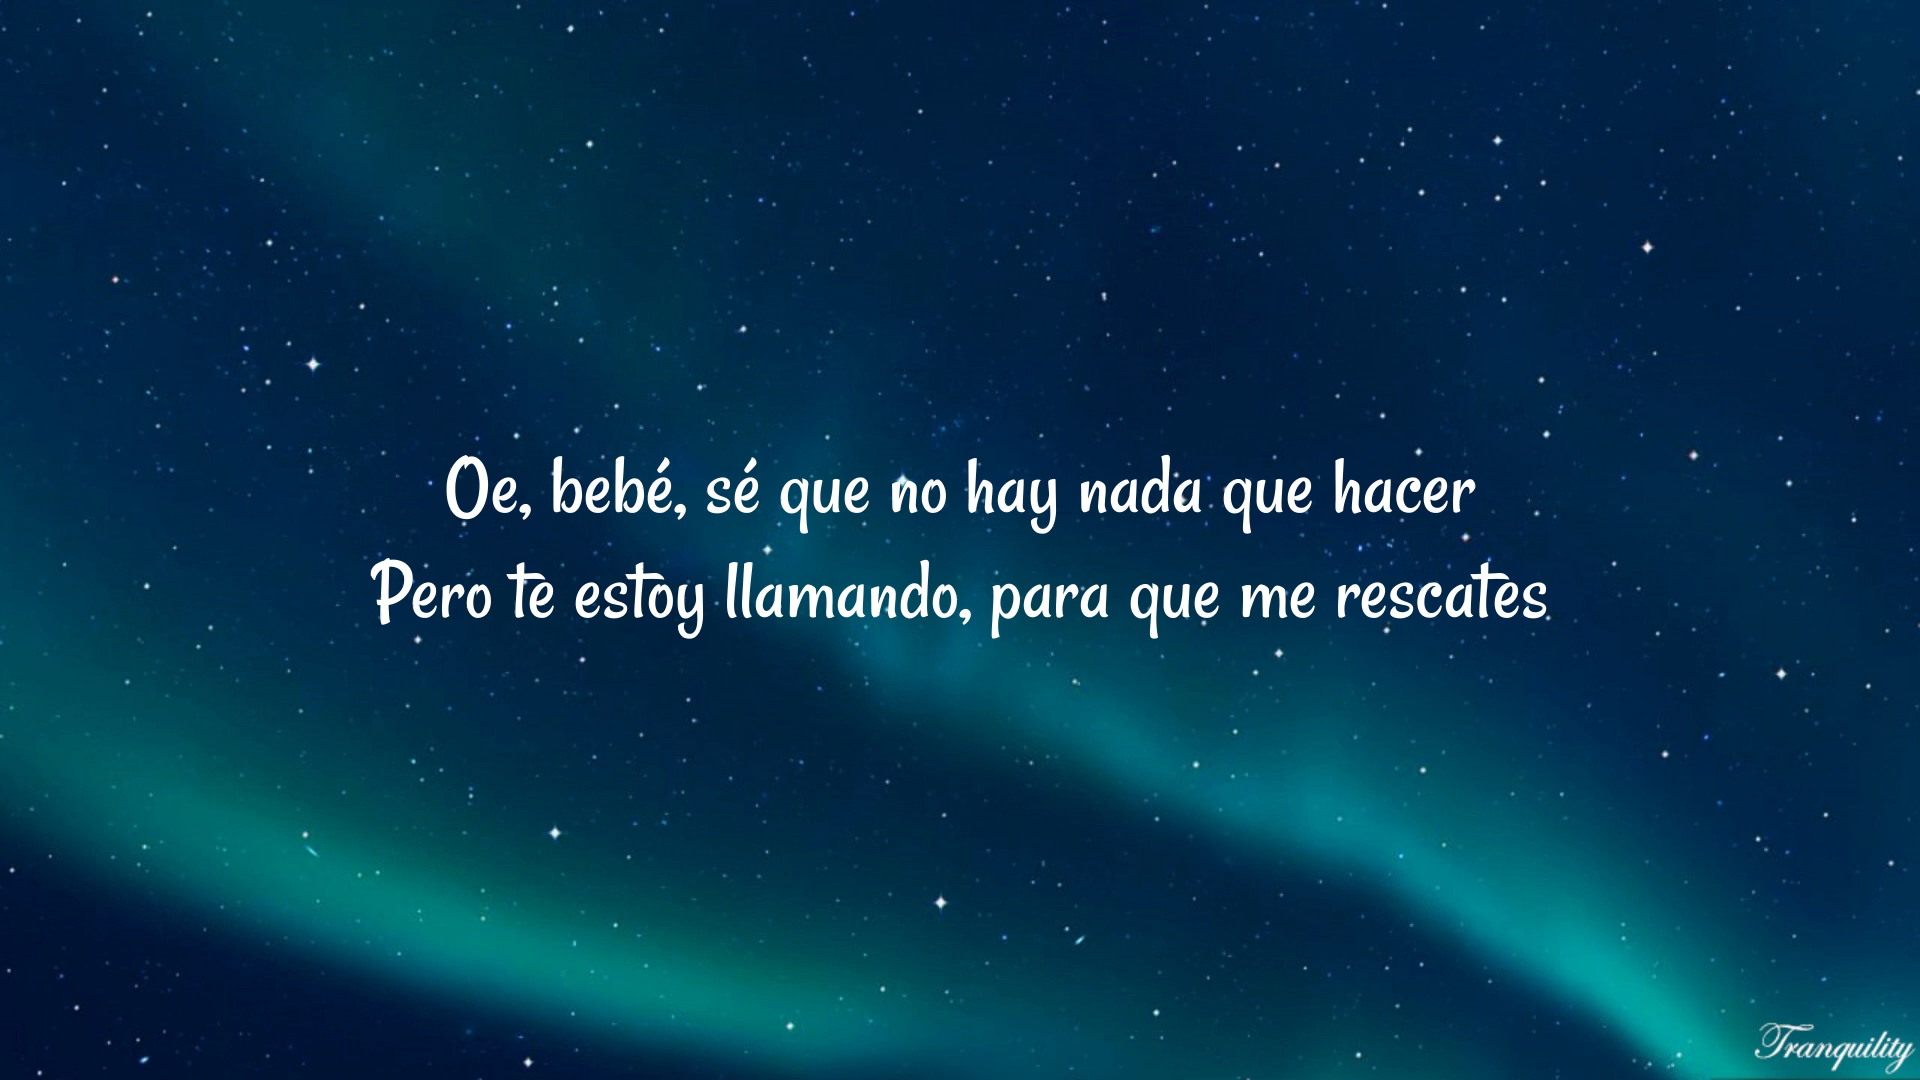 Oe, bebé, sé que no hay nada que hacer
Pero te estoy llamando, para que me rescates
Tranquility